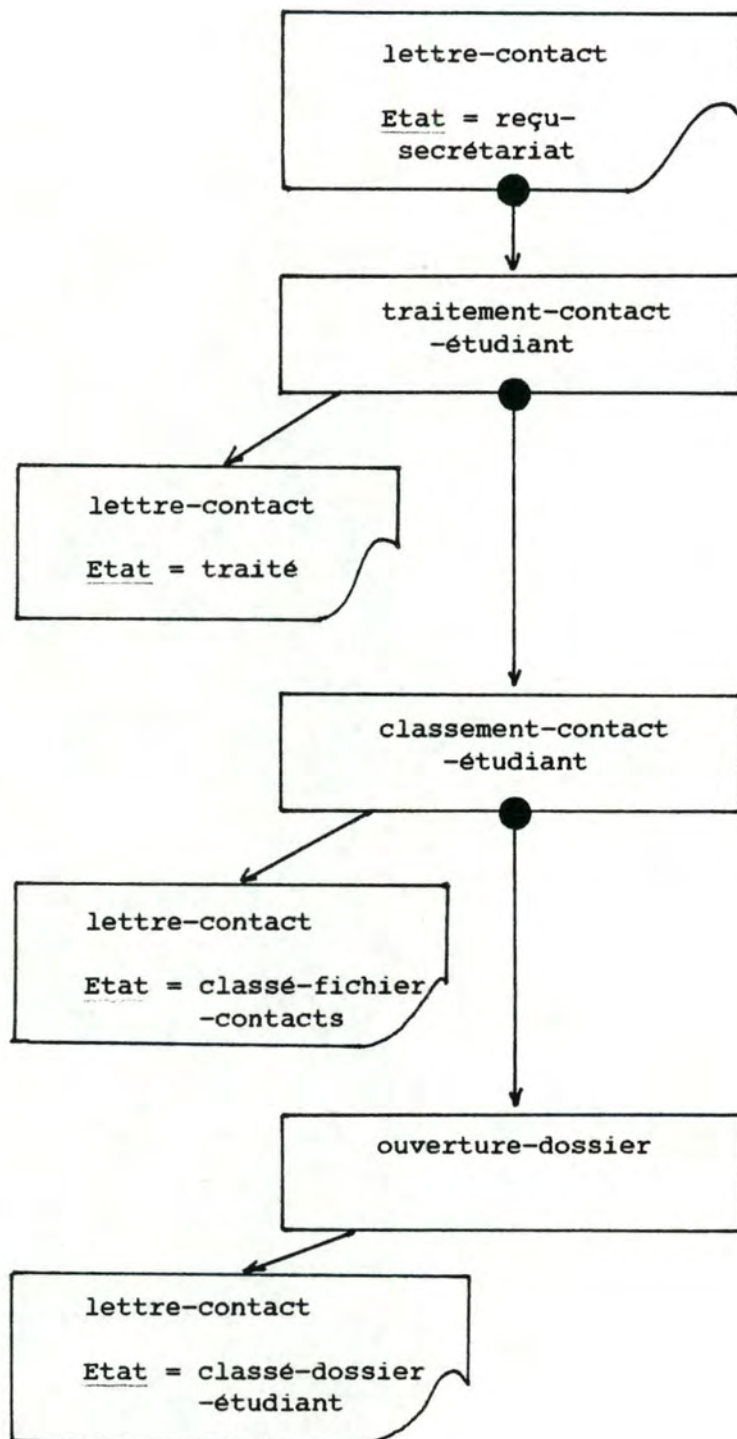 lettre-contact
Etat = reçu-
secrétariat
traitement-contact
-étudiant
lettre-contact
Etat = traité
classement-contact
-étudiant
lettre-contact
Etat = classé-fichier
-contacts
ouverture-dossier
lettre-contact
Etat = classé-dossier
-étudiant